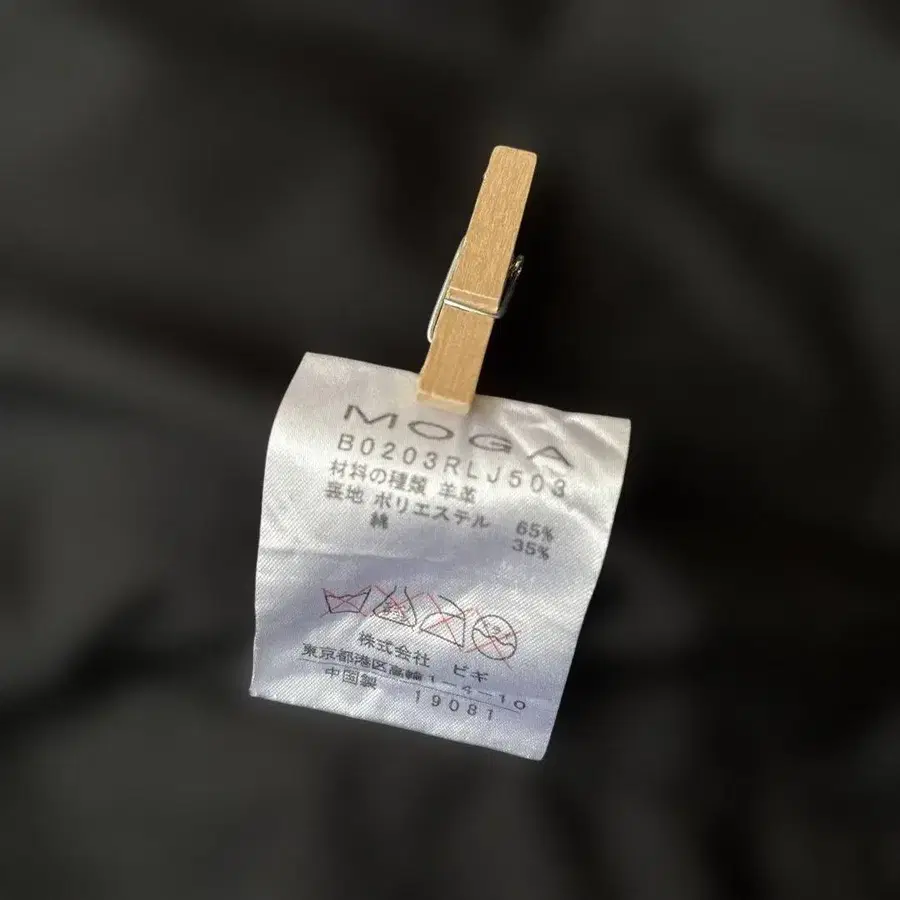 MOGA
B0203RLJ503
材料の種類 羊革
裏地 ポリエステル 65%
綿 35%
株式会社 ビギ
東京都港区高輪1-4-10
中国製 19081